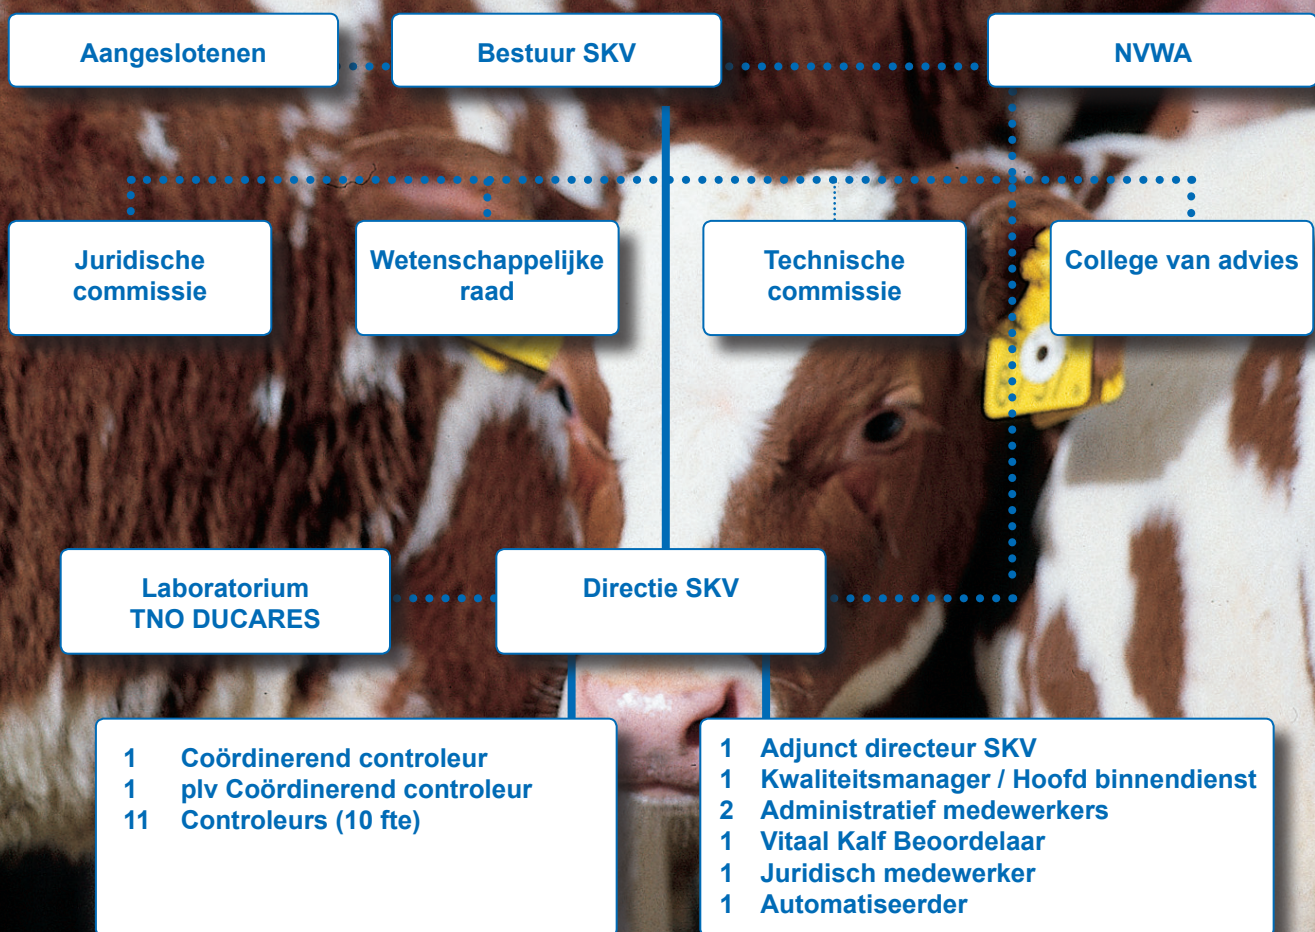 Aangeslotenen
Bestuur SKV
NVWA
Juridische
commissie
Wetenschappelijke
raad
Technische
commissie
College van advies
Laboratorium
TNO DUCARES
Directie SKV
1 Coördinerend controleur
1 plv Coördinerend controleur
11 Controleurs (10 fte)
1 Adjunct directeur SKV
1 Kwaliteitsmanager / Hoofd binnendienst
2 Administratief medewerkers
1 Vitaal Kalf Beoordelaar
1 Juridisch medewerker
1 Automatiseerder